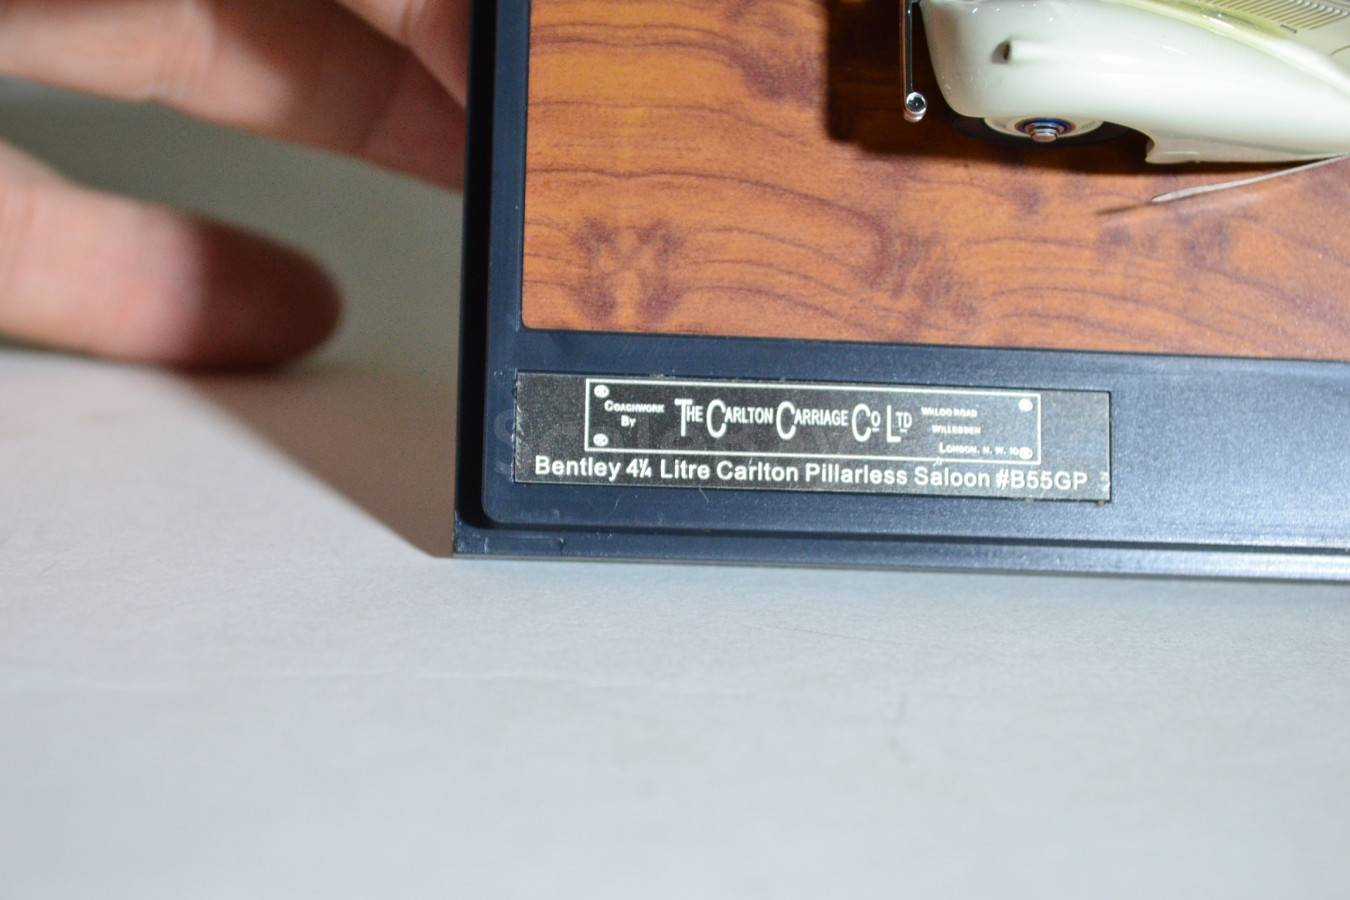 COACHWORK
BY
THE CARLTON CARRIAGE CO LTD
WALDO ROAD
WILLESDEN
LONDON. N. W. 10
Bentley 4¼ Litre Carlton Pillarless Saloon #B55GP